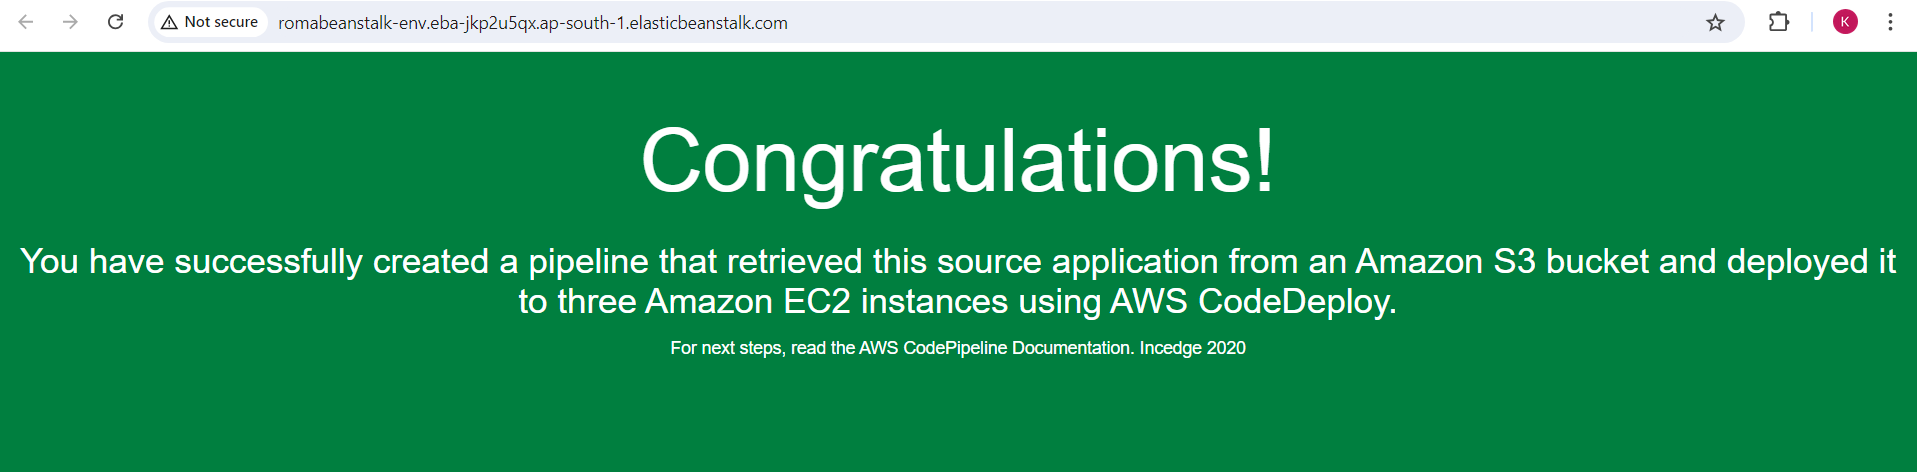 Not secure
romabeanstalk-env.eba-jkp2u5qx.ap-south-1.elasticbeanstalk.com
K
Congratulations!
You have successfully created a pipeline that retrieved this source application from an Amazon S3 bucket and deployed it
to three Amazon EC2 instances using AWS CodeDeploy.
For next steps, read the AWS CodePipeline Documentation. Incedge 2020